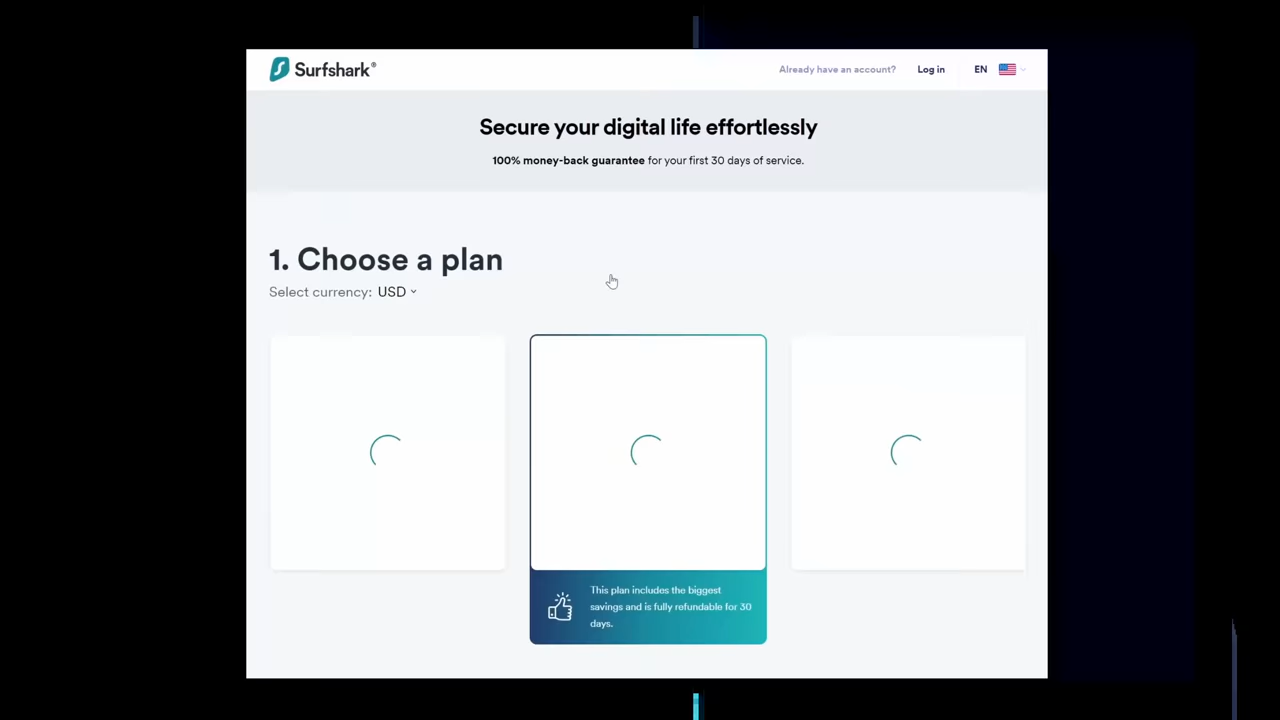 Surfshark®
Already have an account?
Log in
EN
Secure your digital life effortlessly
100% money-back guarantee for your first 30 days of service.
1. Choose a plan
Select currency: USD
This plan includes the biggest
savings and is fully refundable for 30
days.